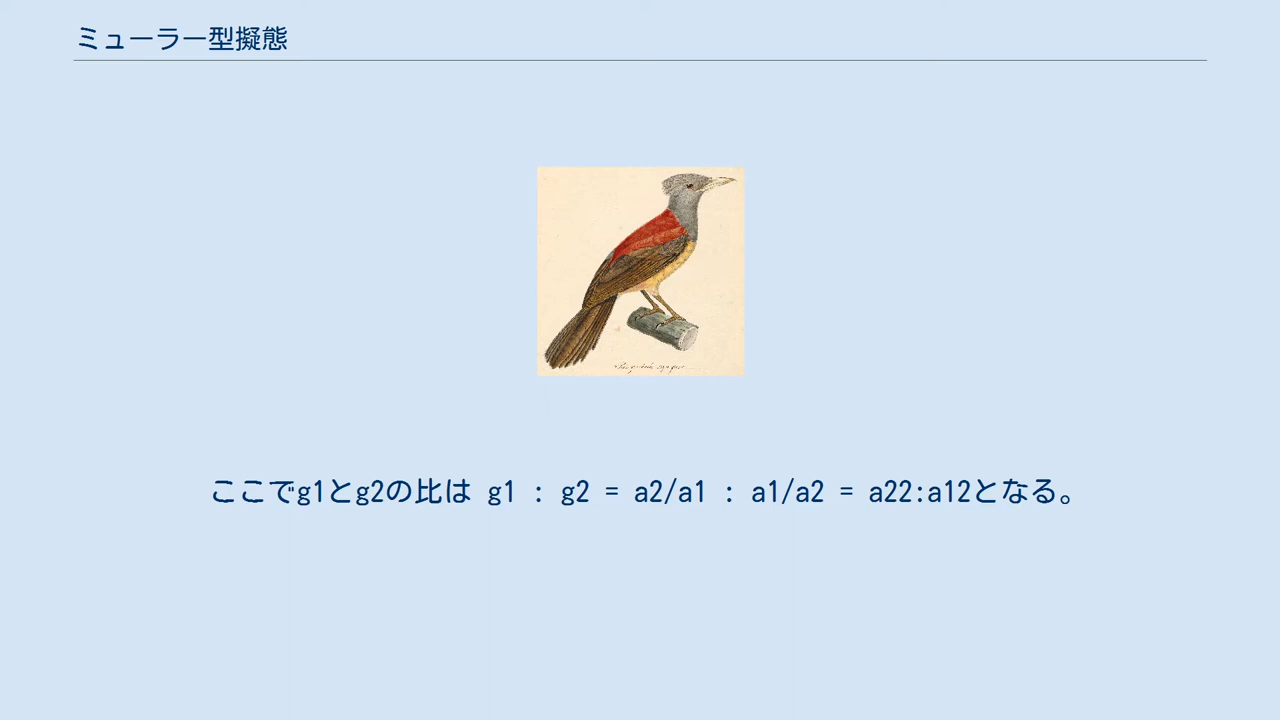 ミューラー型擬態
ここでg1とg2の比は g1 : g2 = a2/a1 : a1/a2 = a22:a12となる。